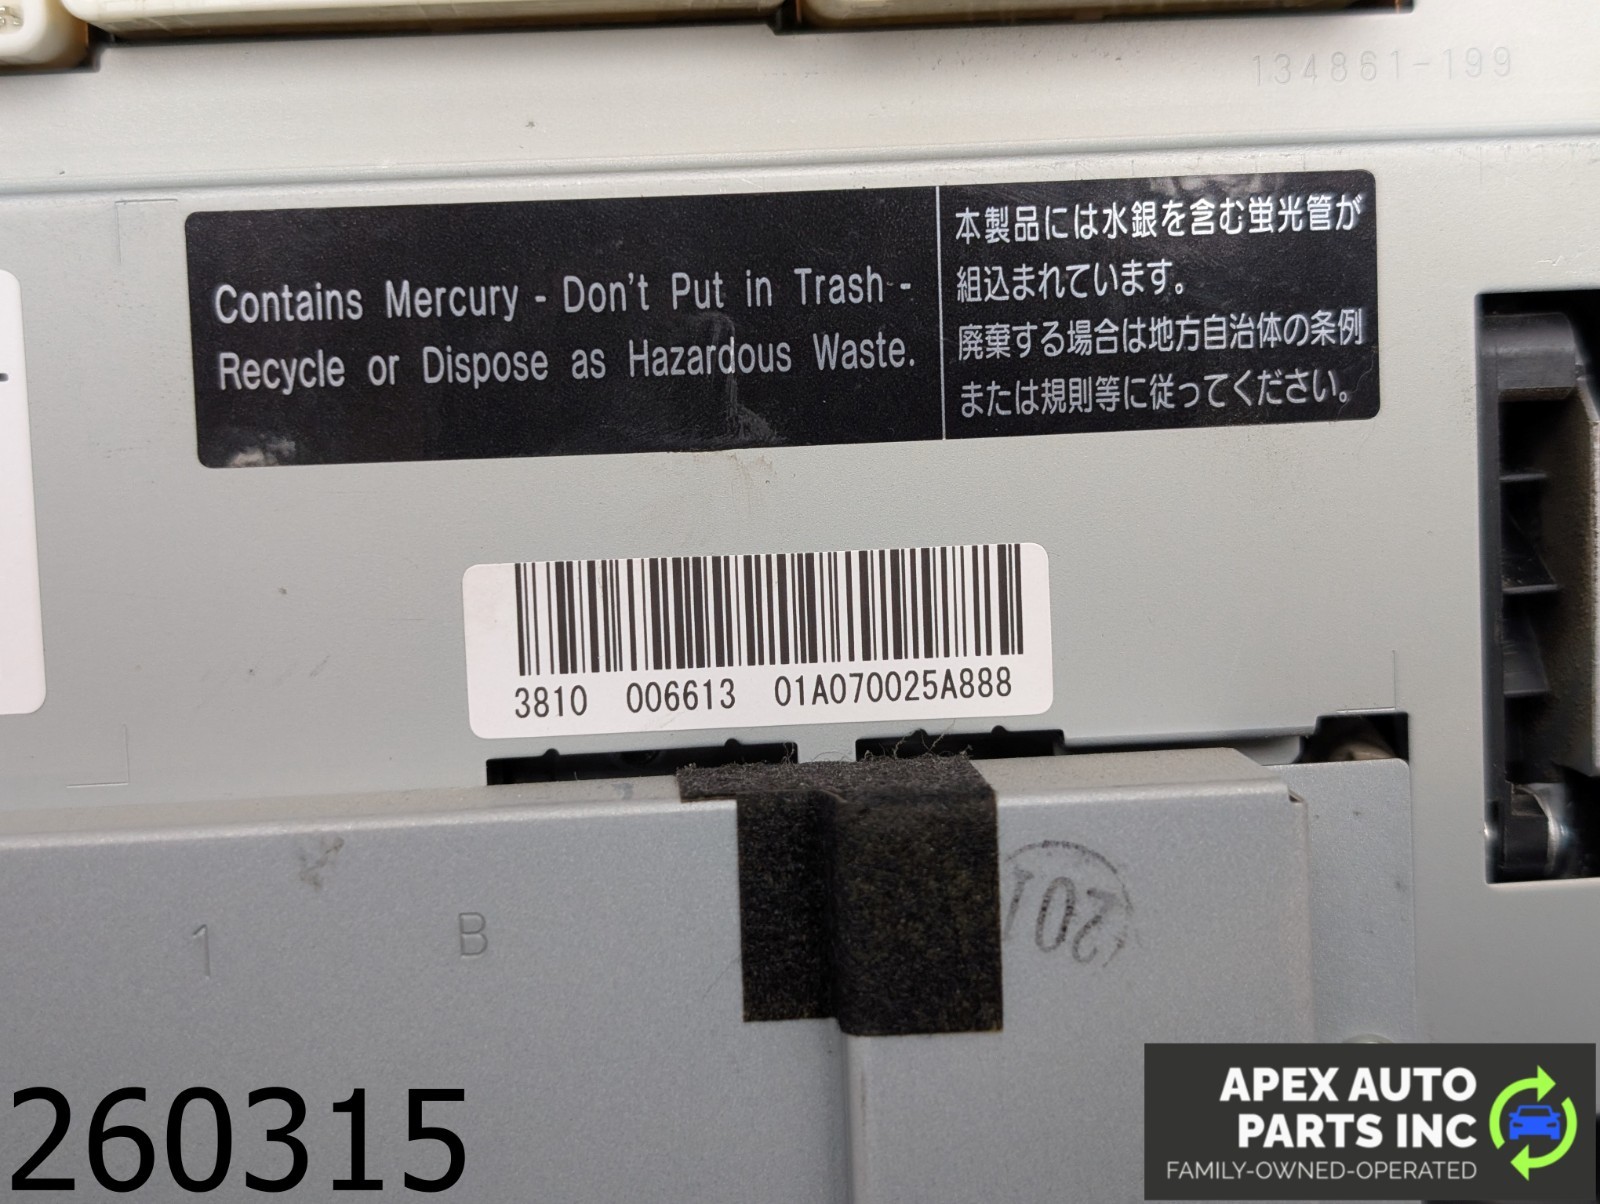 134861-199
Contains Mercury - Don't Put in Trash -
Recycle or Dispose as Hazardous Waste.
本製品には水銀を含む蛍光管が
組込まれています。
廃棄する場合は地方自治体の条例
または規則等に従ってください。
3810 006613 01A070025A888
1 B
201
260315
APEX AUTO
PARTS INC
FAMILY-OWNED-OPERATED